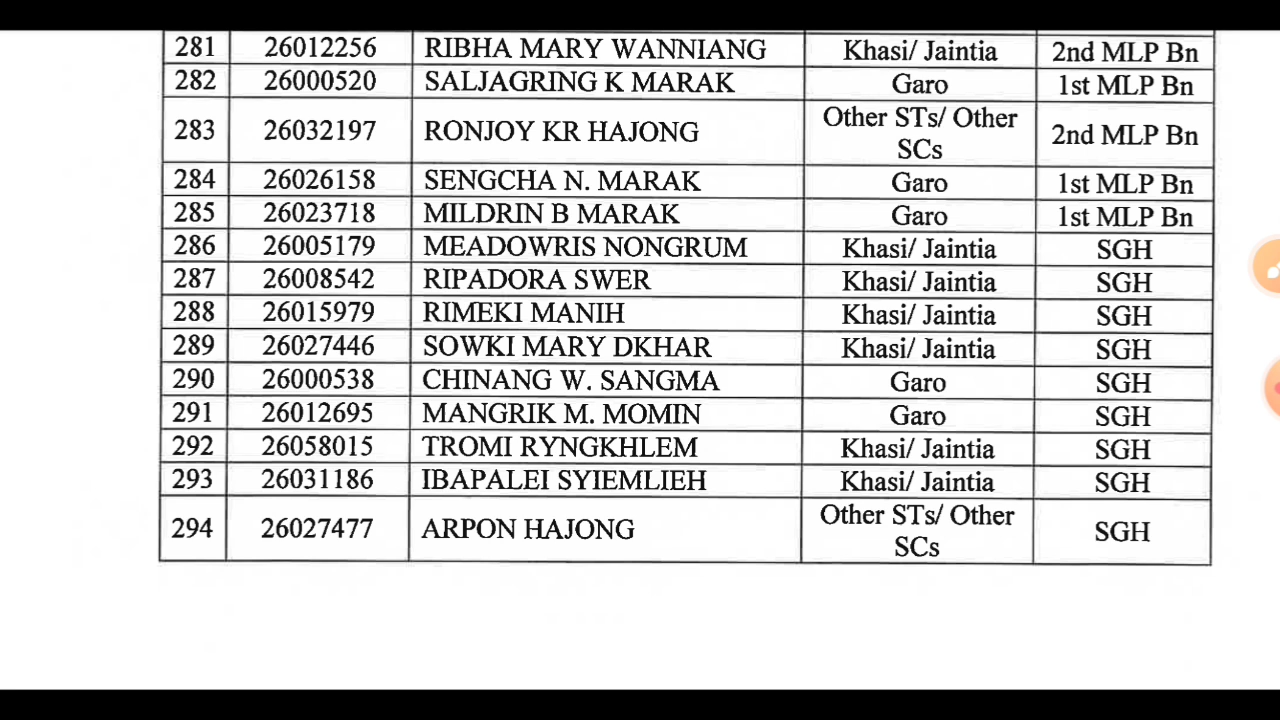 281 26012256 RIBHA MARY WANNIANG Khasi/ Jaintia 2nd MLP Bn
282 26000520 SALJAGRING K MARAK Garo 1st MLP Bn
283 26032197 RONJOY KR HAJONG Other STs/ Other SCs 2nd MLP Bn
284 26026158 SENGCHA N. MARAK Garo 1st MLP Bn
285 26023718 MILDRIN B MARAK Garo 1st MLP Bn
286 26005179 MEADOWRIS NONGRUM Khasi/ Jaintia SGH
287 26008542 RIPADORA SWER Khasi/ Jaintia SGH
288 26015979 RIMEKI MANIH Khasi/ Jaintia SGH
289 26027446 SOWKI MARY DKHAR Khasi/ Jaintia SGH
290 26000538 CHINANG W. SANGMA Garo SGH
291 26012695 MANGRIK M. MOMIN Garo SGH
292 26058015 TROMI RYNGKHLEM Khasi/ Jaintia SGH
293 26031186 IBAPALEI SYIEMLIEH Khasi/ Jaintia SGH
294 26027477 ARPON HAJONG Other STs/ Other SCs SGH